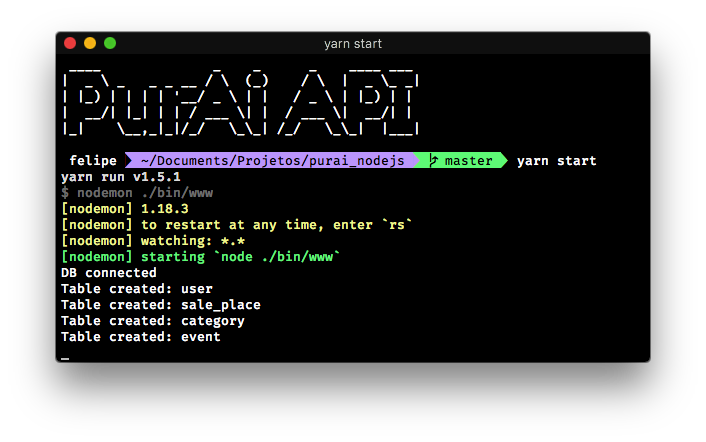 yarn start
PurAi API
felipe ~/Documents/Projetos/purai_nodejs master yarn start
yarn run v1.5.1
$ nodemon ./bin/www
[nodemon] 1.18.3
[nodemon] to restart at any time, enter `rs`
[nodemon] watching: *.*
[nodemon] starting `node ./bin/www`
DB connected
Table created: user
Table created: sale_place
Table created: category
Table created: event